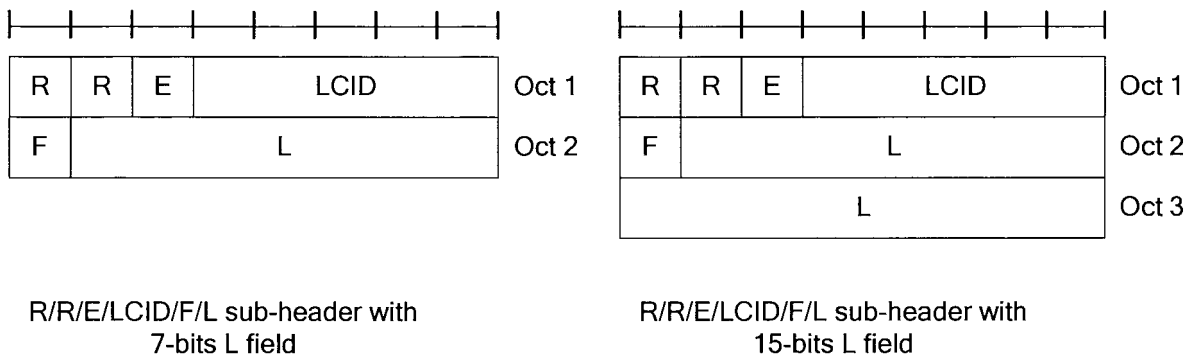 R R E LCID Oct 1
F L Oct 2
R/R/E/LCID/F/L sub-header with
7-bits L field
R R E LCID Oct 1
F L Oct 2
L Oct 3
R/R/E/LCID/F/L sub-header with
15-bits L field